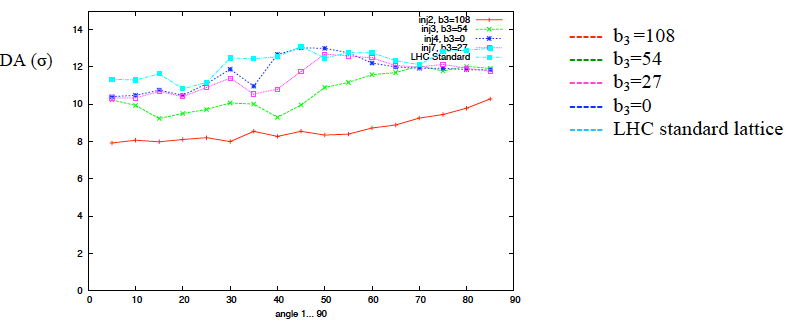 DA (σ)
14
12
10
8
6
4
2
0
0 10 20 30 40 50 60 70 80 90
angle 1... 90
inj2, b3=108
inj3, b3=54
inj4, b3=0
inj7, b3=27
LHC Standard
b3 =108
b3=54
b3=27
b3=0
LHC standard lattice